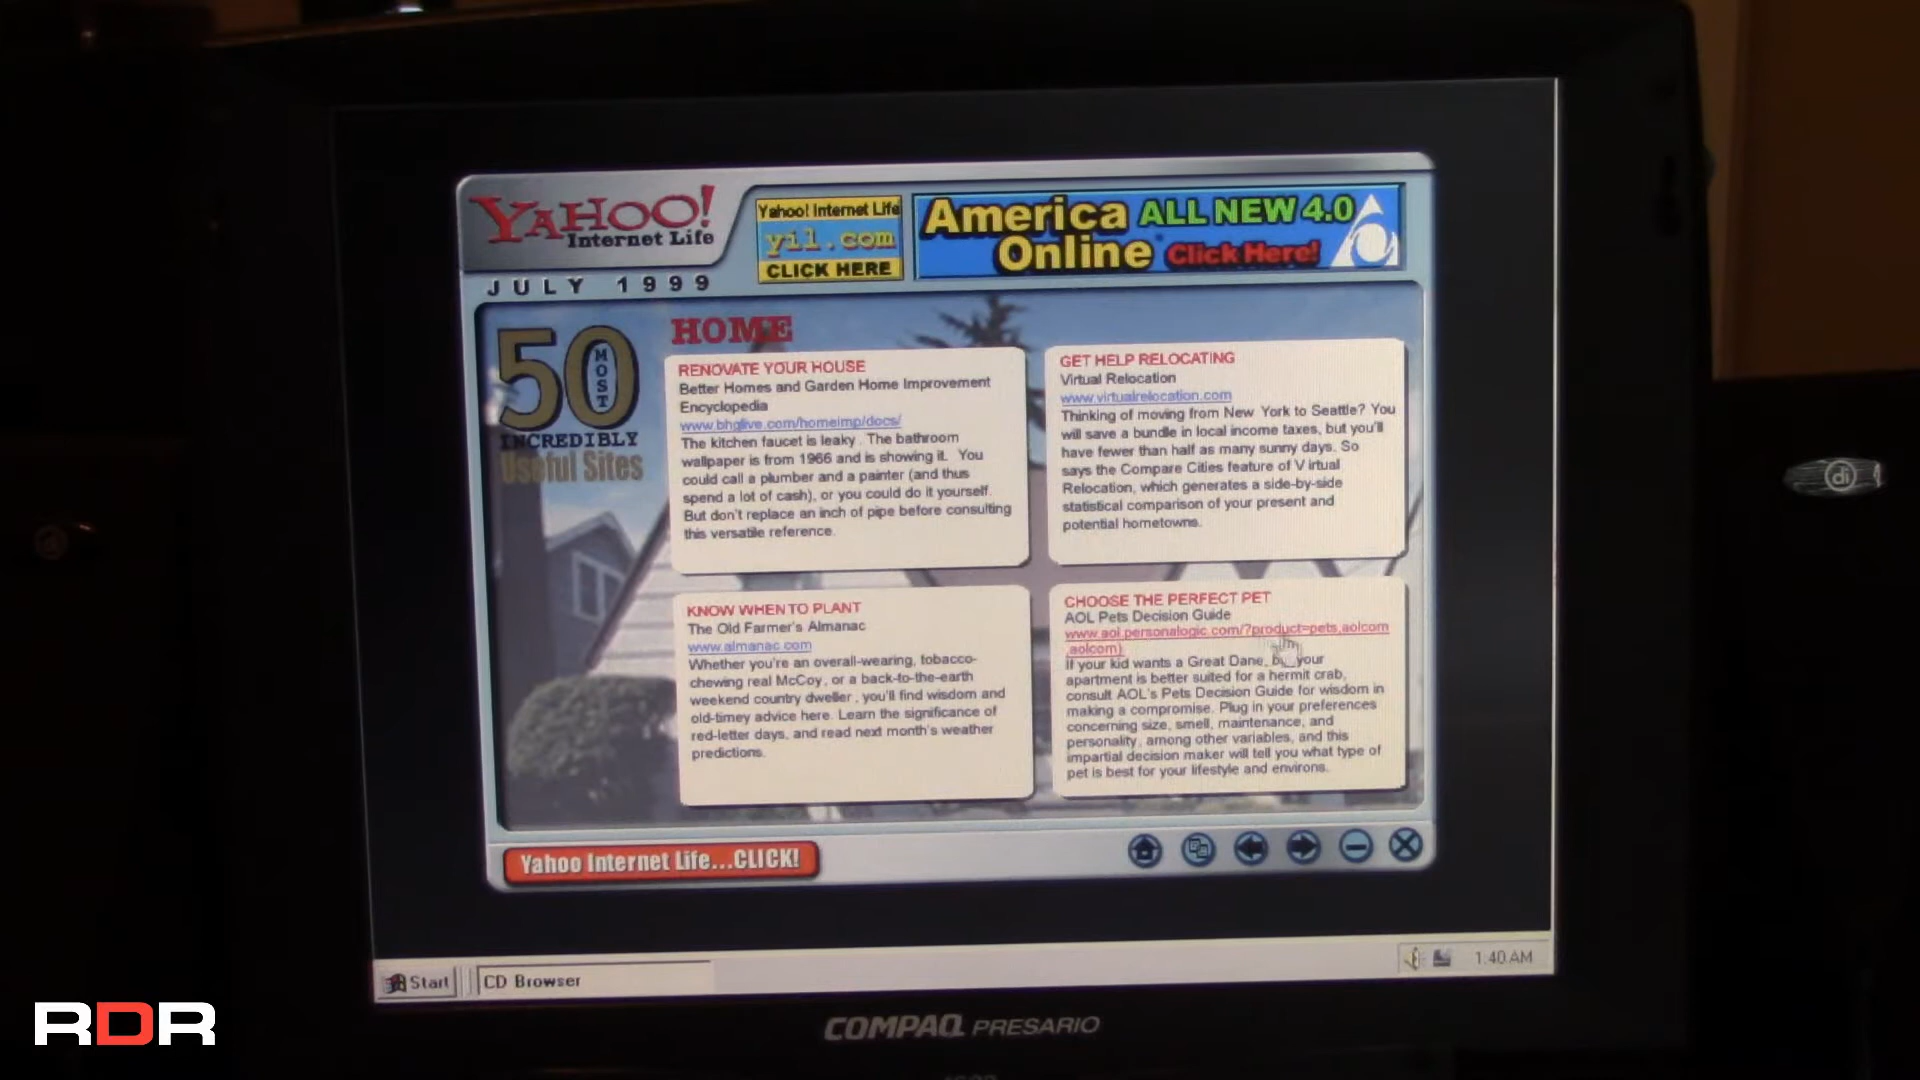 YAHOO!
Internet Life
JULY 1999
Yahoo! Internet Life
yil.com
CLICK HERE
America
Online
ALL NEW 4.0
Click Here!
50
MOST
INCREDIBLY
Useful Sites
HOME
RENOVATE YOUR HOUSE
Better Homes and Garden Home Improvement
Encyclopedia
www.bhglive.com/homeimp/docs/
The kitchen faucet is leaky. The bathroom
wallpaper is from 1966 and is showing it. You
could call a plumber and a painter (and thus
spend a lot of cash), or you could do it yourself.
But don't replace an inch of pipe before consulting
this versatile reference.
GET HELP RELOCATING
Virtual Relocation
www.virtualrelocation.com
Thinking of moving from New York to Seattle? You
will save a bundle in local income taxes, but you'll
have fewer than half as many sunny days. So
says the Compare Cities feature of Virtual
Relocation, which generates a side-by-side
statistical comparison of your present and
potential hometowns.
KNOW WHEN TO PLANT
The Old Farmer's Almanac
www.almanac.com
Whether you're an overall-wearing, tobacco-
chewing real McCoy, or a back-to-the-earth
weekend country dweller, you'll find wisdom and
old-timey advice here. Learn the significance of
red-letter days, and read next month's weather
predictions.
CHOOSE THE PERFECT PET
AOL Pets Decision Guide
www.aol.personalogic.com/?product=pets,aolcom
,aolcom)
If your kid wants a Great Dane, but your
apartment is better suited for a hermit crab,
consult AOL's Pets Decision Guide for wisdom in
making a compromise. Plug in your preferences
concerning size, smell, maintenance, and
personality, among other variables, and this
impartial decision maker will tell you what type of
pet is best for your lifestyle and environs.
Yahoo Internet Life...CLICK!
Start
CD Browser
1:40 AM
COMPAQ PRESARIO
di
RDR